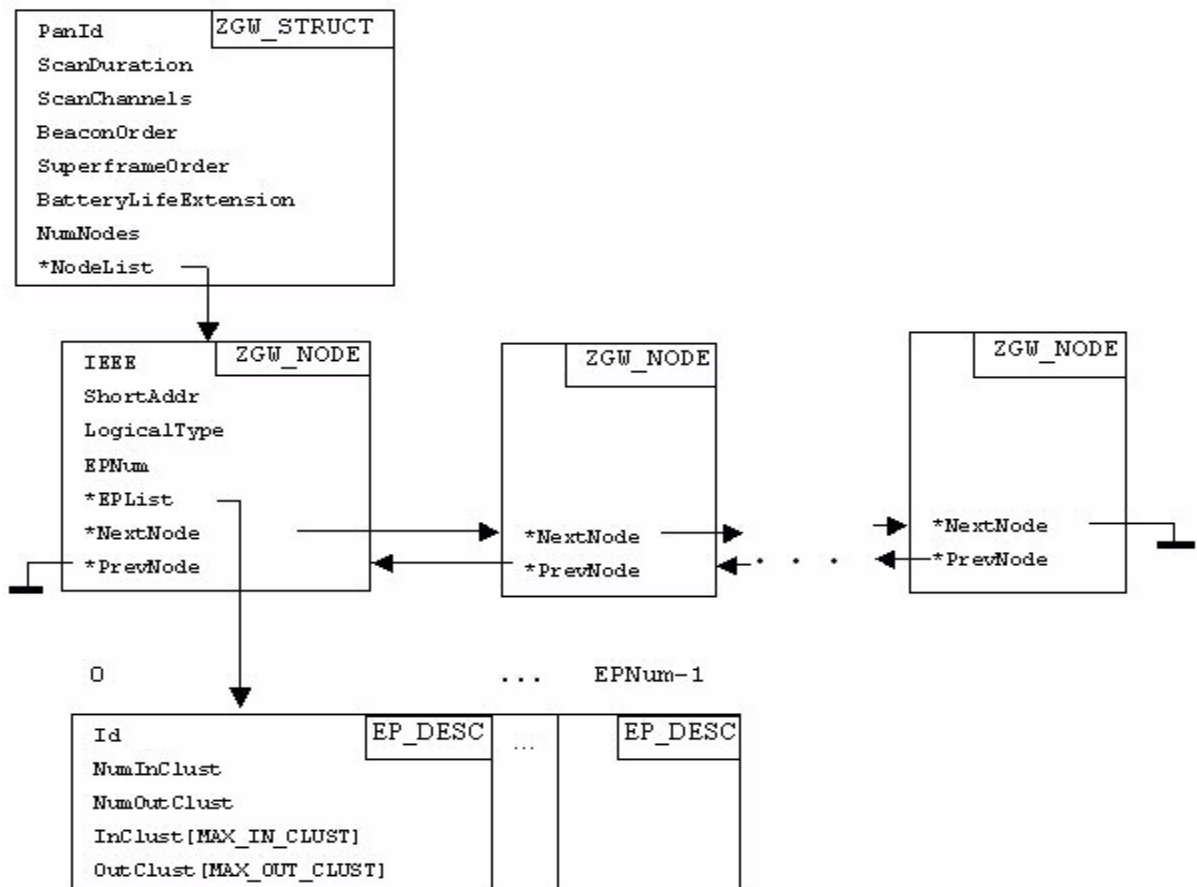 PanId ZGW_STRUCT
ScanDuration
ScanChannels
BeaconOrder
SuperframeOrder
BatteryLifeExtension
NumNodes
*NodeList
IEEE ZGW_NODE
ShortAddr
LogicalType
EPNum
*EPList
*NextNode
*PrevNode
ZGW_NODE
*NextNode
*PrevNode
. . .
ZGW_NODE
*NextNode
*PrevNode
0 ... EPNum-1
Id EP_DESC
NumInClust
NumOutClust
InClust[MAX_IN_CLUST]
OutClust[MAX_OUT_CLUST]
...
EP_DESC